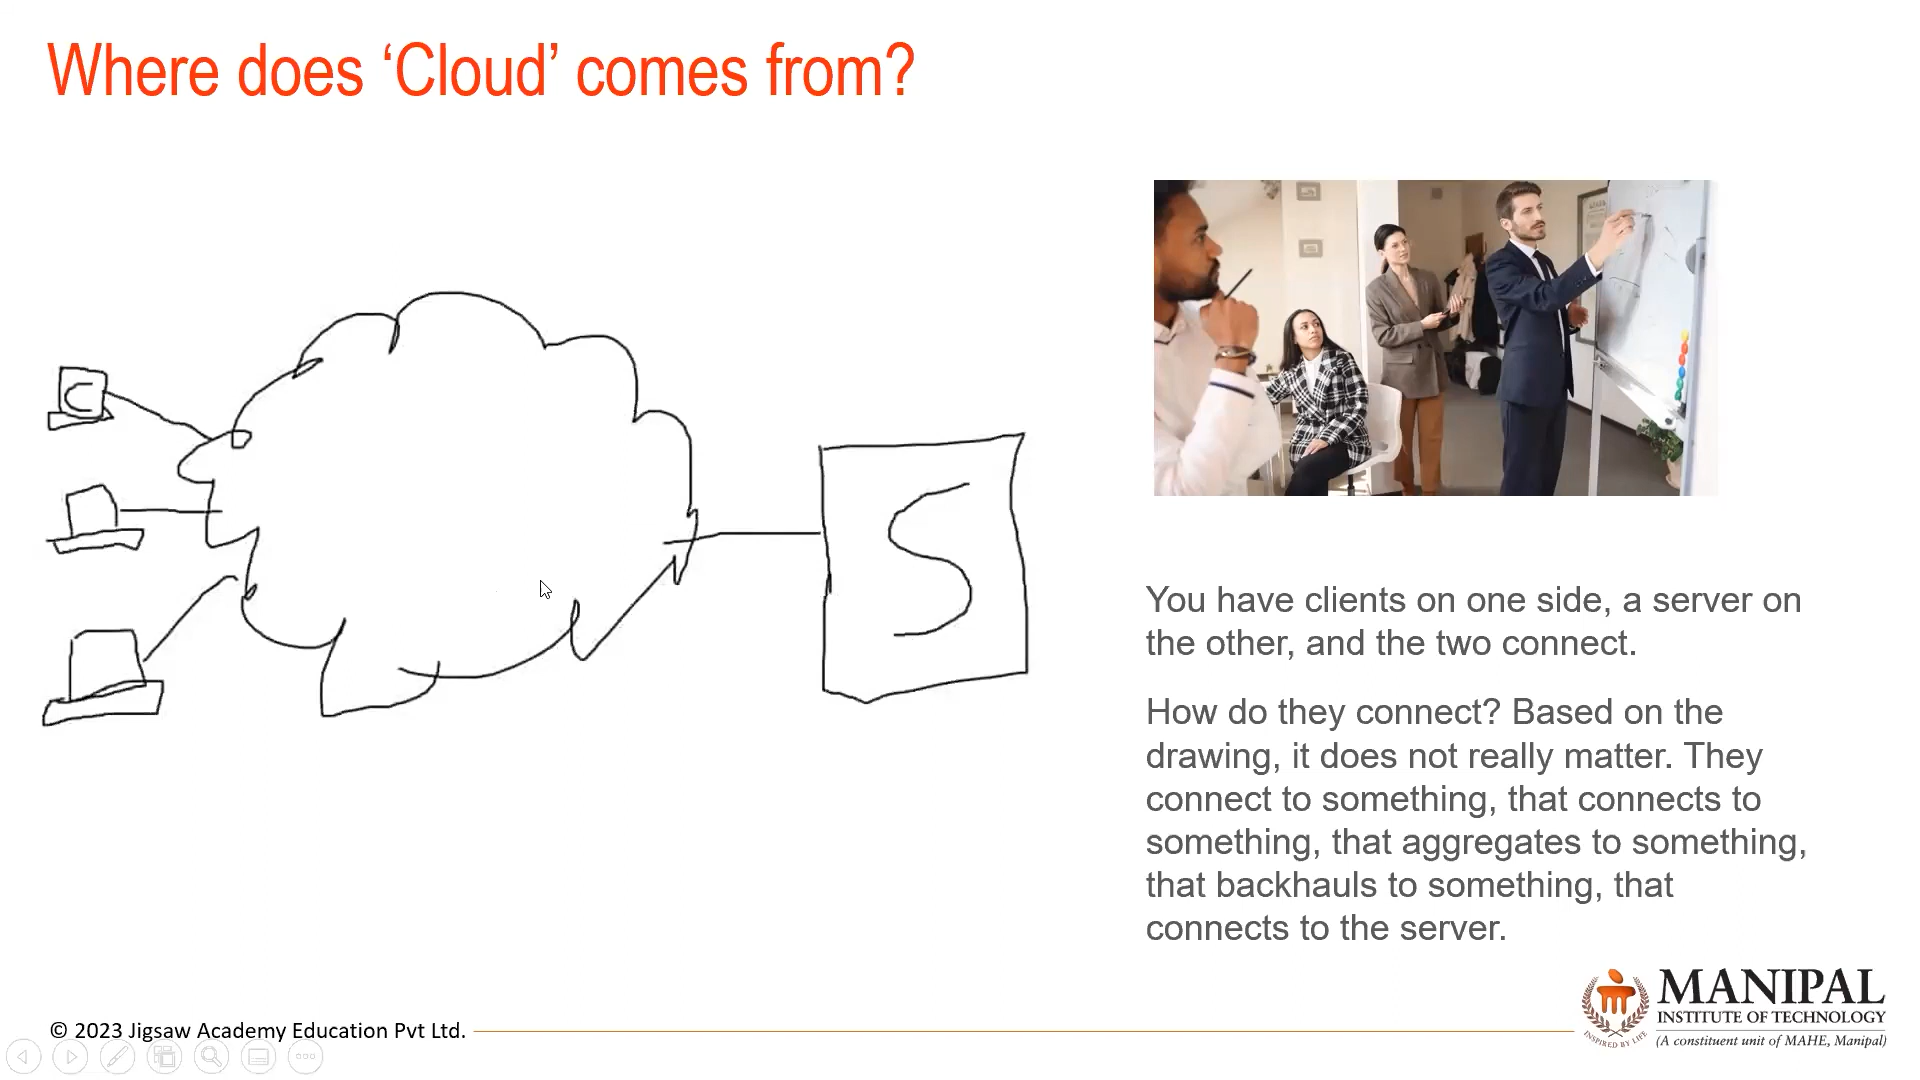 Where does ‘Cloud’ comes from?
C
S
You have clients on one side, a server on
the other, and the two connect.
How do they connect? Based on the
drawing, it does not really matter. They
connect to something, that connects to
something, that aggregates to something,
that backhauls to something, that
connects to the server.
© 2023 Jigsaw Academy Education Pvt Ltd.
MANIPAL
INSTITUTE OF TECHNOLOGY
(A constituent unit of MAHE, Manipal)
INSPIRED BY LIFE